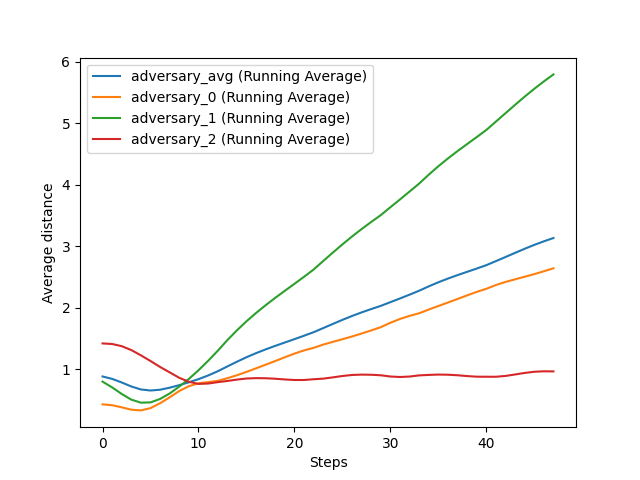 adversary_avg (Running Average)
adversary_0 (Running Average)
adversary_1 (Running Average)
adversary_2 (Running Average)
Average distance
6
5
4
3
2
1
0
10
20
30
40
Steps